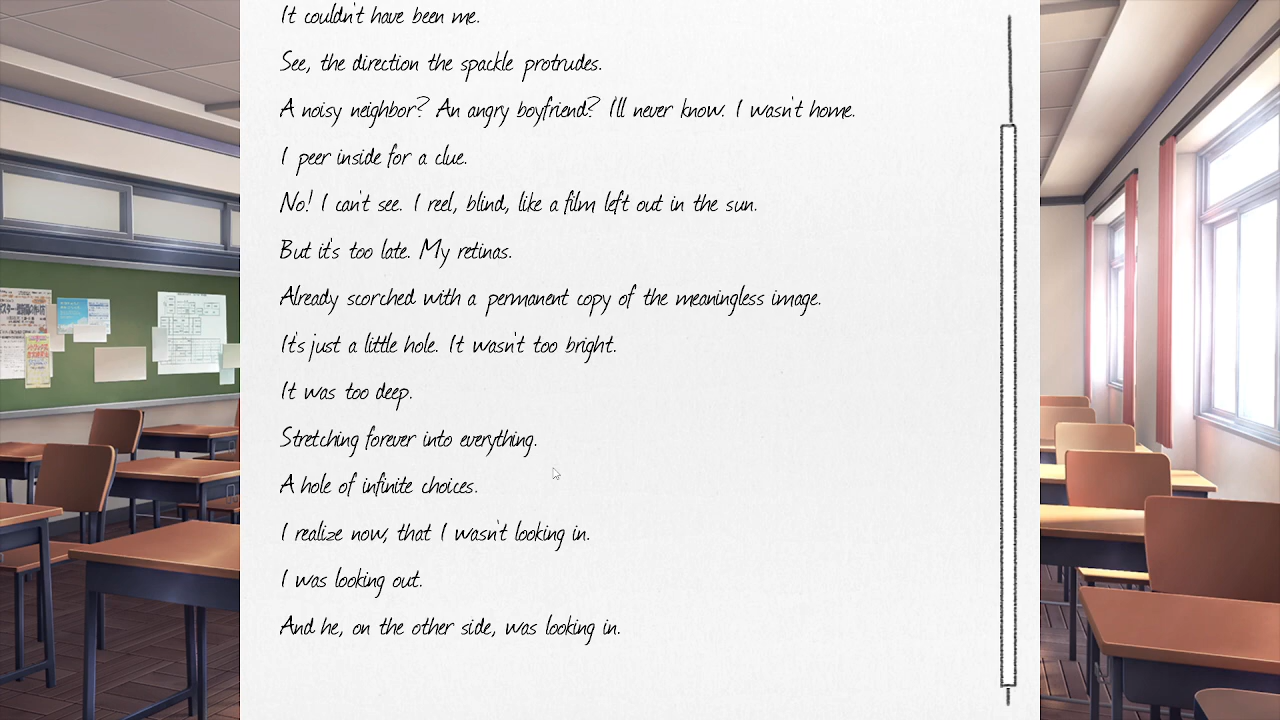 It couldn't have been me.
See, the direction the spackle protrudes.
A noisy neighbor? An angry boyfriend? I'll never know. I wasn't home.
I peer inside for a clue.
No! I can't see. I reel, blind, like a film left out in the sun.
But it's too late. My retinas.
Already scorched with a permanent copy of the meaningless image.
It's just a little hole. It wasn't too bright.
It was too deep.
Stretching forever into everything.
A hole of infinite choices.
I realize now, that I wasn't looking in.
I was looking out.
And he, on the other side, was looking in.